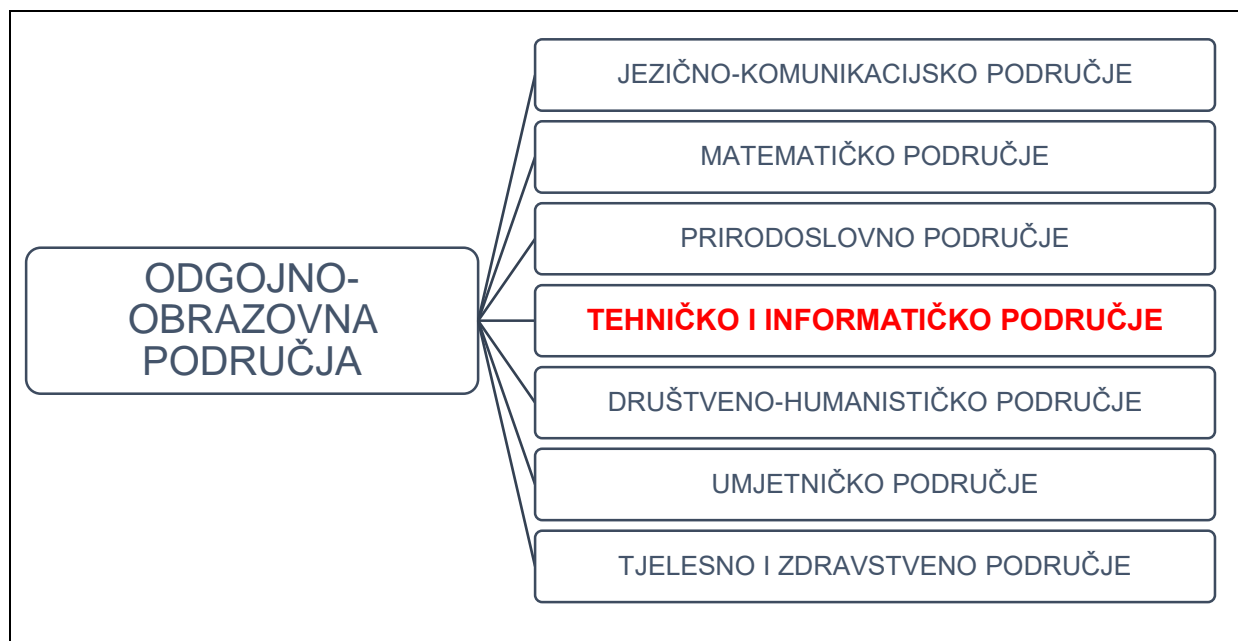 ODGOJNO-
OBRAZOVNA
PODRUČJA
JEZIČNO-KOMUNIKACIJSKO PODRUČJE
MATEMATIČKO PODRUČJE
PRIRODOSLOVNO PODRUČJE
TEHNIČKO I INFORMATIČKO PODRUČJE
DRUŠTVENO-HUMANISTIČKO PODRUČJE
UMJETNIČKO PODRUČJE
TJELESNO I ZDRAVSTVENO PODRUČJE